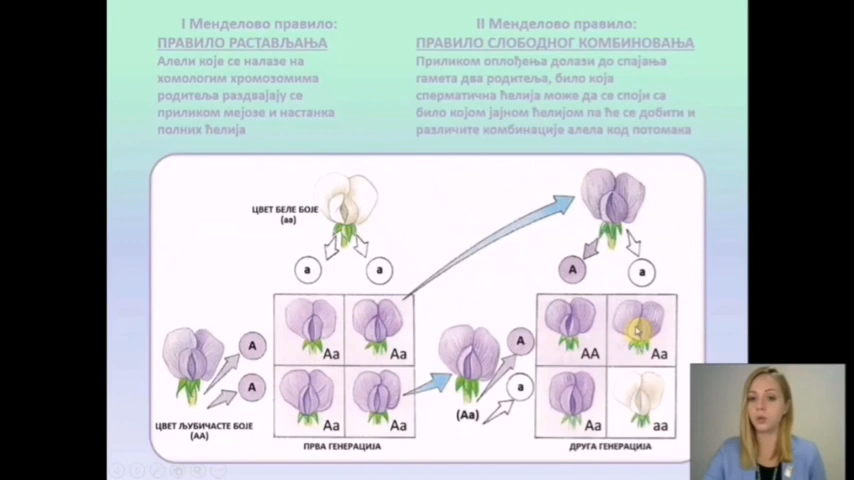 I Менделово правило:
ПРАВИЛО РАСТАВЉАЊА
Алели које се налазе на
хомологим хромозомима
родитеља раздвајају се
приликом мејозе и настанка
полних ћелија
II Менделово правило:
ПРАВИЛО СЛОБОДНОГ КОМБИНОВАЊА
Приликом оплођења долази до спајања
гамета два родитеља, било која
сперматична ћелија може да се споји са
било којом јајном ћелијом па ће се добити и
различите комбинације алела код потомака
ЦВЕТ БЕЛЕ БОЈЕ
(аа)
а
а
А
А
ЦВЕТ ЉУБИЧАСТЕ БОЈЕ
(АА)
Аа
Аа
Аа
Аа
ПРВА ГЕНЕРАЦИЈА
А
а
А
а
(Аа)
АА
Аа
Аа
аа
ДРУГА ГЕНЕРАЦИЈА